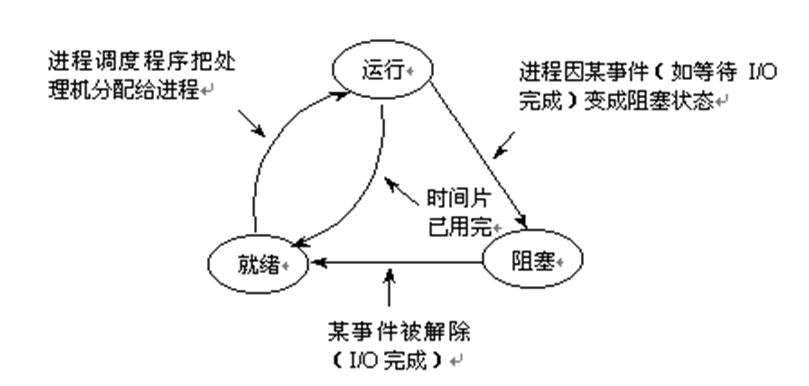 进程调度程序把处
理机分配给进程↵
运行↵
进程因某事件（如等待 I/O
完成）变成阻塞状态↵
时间片
已用完↵
就绪↵
阻塞↵
某事件被解除
（I/O 完成）↵